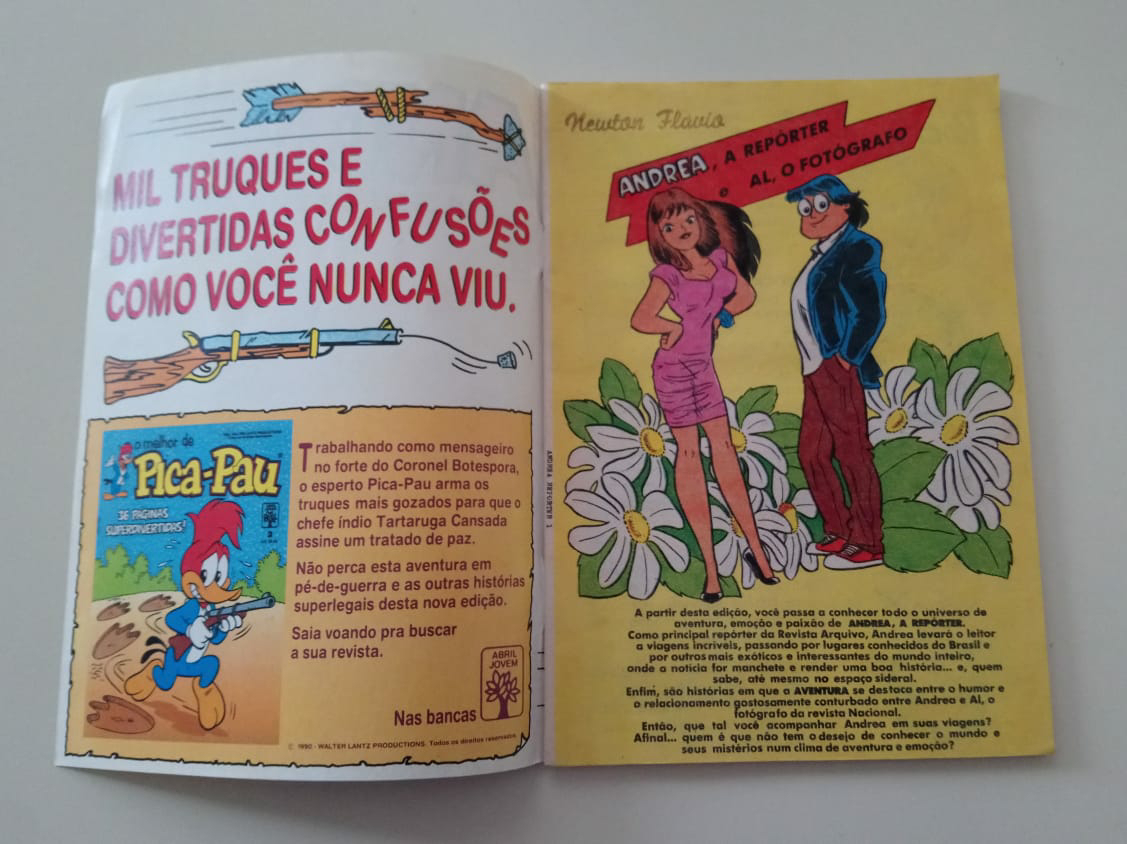 MIL TRUQUES E
DIVERTIDAS CONFUSÕES
COMO VOCÊ NUNCA VIU.
o melhor de
Pica-Pau
36 PÁGINAS
SUPERDIVERTIDAS!
2
Trabalhando como mensageiro
no forte do Coronel Botespora,
o esperto Pica-Pau arma os
truques mais gozados para que o
chefe índio Tartaruga Cansada
assine um tratado de paz.
Não perca esta aventura em
pé-de-guerra e as outras histórias
superlegais desta nova edição.
Saia voando pra buscar
a sua revista.
Nas bancas
ABRIL
JOVEM
© 1990 - WALTER LANTZ PRODUCTIONS. Todos os direitos reservados.
Newton Flávio
ANDREA, A REPÓRTER
e AL, O FOTÓGRAFO
ANDREA REPORTER 1
A partir desta edição, você passa a conhecer todo o universo de
aventura, emoção e paixão de ANDREA, A REPÓRTER.
Como principal repórter da Revista Arquivo, Andrea levará o leitor
a viagens incríveis, passando por lugares conhecidos do Brasil e
por outros mais exóticos e interessantes do mundo inteiro,
onde a notícia for manchete e render uma boa história... e, quem
sabe, até mesmo no espaço sideral.
Enfim, são histórias em que a AVENTURA se destaca entre o humor e
o relacionamento gostosamente conturbado entre Andrea e Al, o
fotógrafo da revista Nacional.
Então, que tal você acompanhar Andrea em suas viagens?
Afinal... quem é que não tem o desejo de conhecer o mundo e
seus mistérios num clima de aventura e emoção?